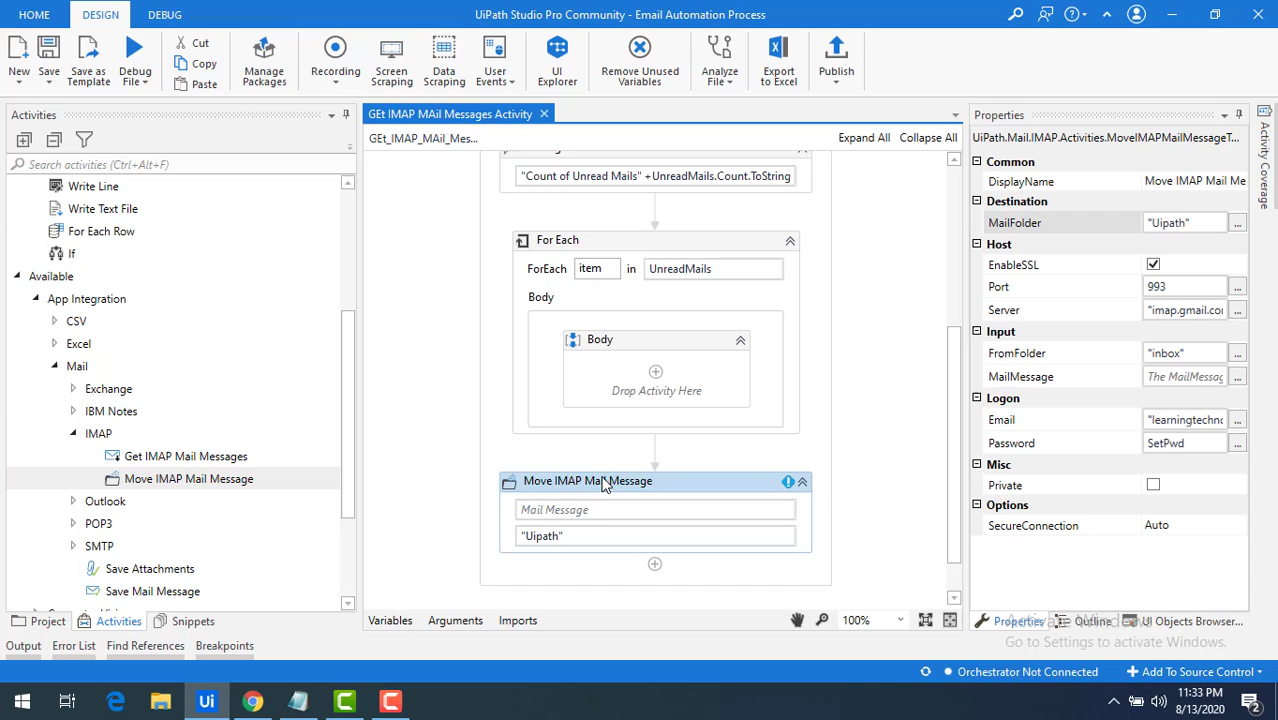 HOME
DESIGN
DEBUG
UiPath Studio Pro Community - Email Automation Process
New
Save
Save as Template
Debug File
Cut
Copy
Paste
Manage Packages
Recording
Screen Scraping
Data Scraping
User Events
UI Explorer
Remove Unused Variables
Analyze File
Export to Excel
Publish
Activities
Search activities (Ctrl+Alt+F)
Write Line
Write Text File
For Each Row
If
Available
App Integration
CSV
Excel
Mail
Exchange
IBM Notes
IMAP
Get IMAP Mail Messages
Move IMAP Mail Message
Outlook
POP3
SMTP
Save Attachments
Save Mail Message
Project
Activities
Snippets
GEt IMAP MAil Messages Activity
GEt_IMAP_MAil_Mes...
Expand All
Collapse All
"Count of Unread Mails" +UnreadMails.Count.ToString
For Each
ForEach item in UnreadMails
Body
Body
Drop Activity Here
Move IMAP Mail Message
Mail Message
"Uipath"
Variables
Arguments
Imports
100%
Properties
UiPath.Mail.IMAP.Activities.MoveIMAPMailMessageT...
Common
DisplayName Move IMAP Mail Me
Destination
MailFolder "Uipath"
Host
EnableSSL
Port 993
Server "imap.gmail.co
Input
FromFolder "inbox"
MailMessage The MailMessag
Logon
Email "learningtechn
Password SetPwd
Misc
Private
Options
SecureConnection Auto
Activity Coverage
Properties
Outline
UI Objects Browser...
Activate Windows
Go to Settings to activate Windows.
Output
Error List
Find References
Breakpoints
Orchestrator Not Connected
Add To Source Control
Ui
11:33 PM
8/13/2020
2